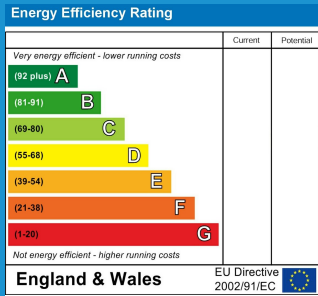 Energy Efficiency Rating
Current Potential
Very energy efficient - lower running costs
(92 plus) A
(81-91) B
(69-80) C
(55-68) D
(39-54) E
(21-38) F
(1-20) G
Not energy efficient - higher running costs
England & Wales
EU Directive
2002/91/EC